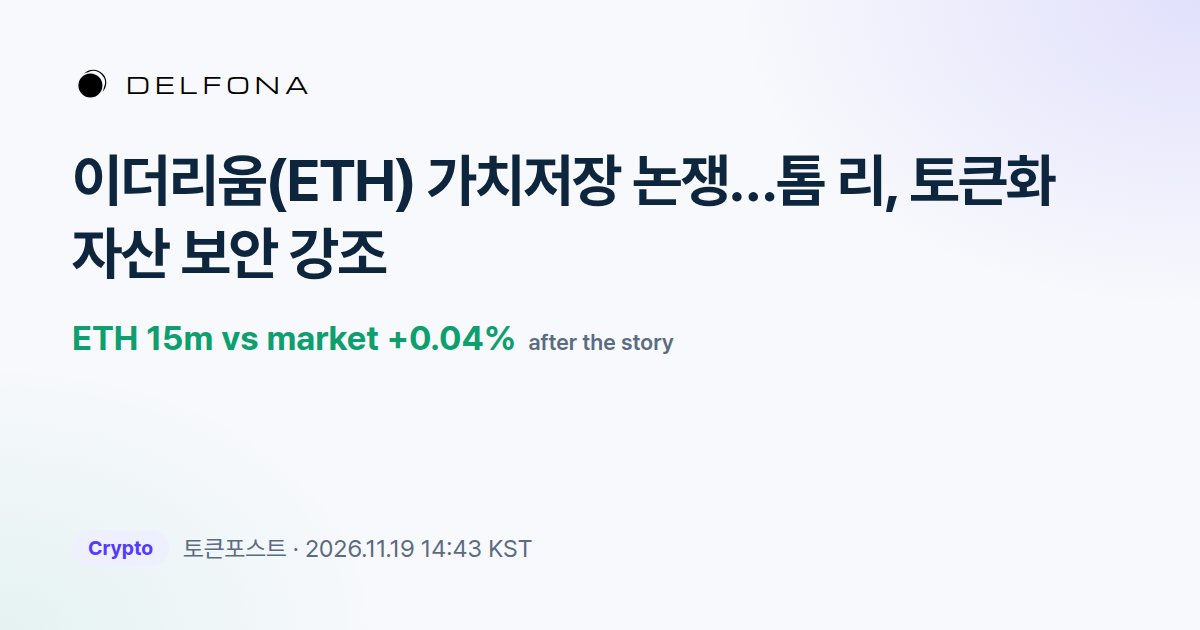 DELFONA
이더리움(ETH) 가치저장 논쟁...톰 리, 토큰화
자산 보안 강조
ETH 15m vs market +0.04% after the story
Crypto 토큰포스트 · 2026.11.19 14:43 KST